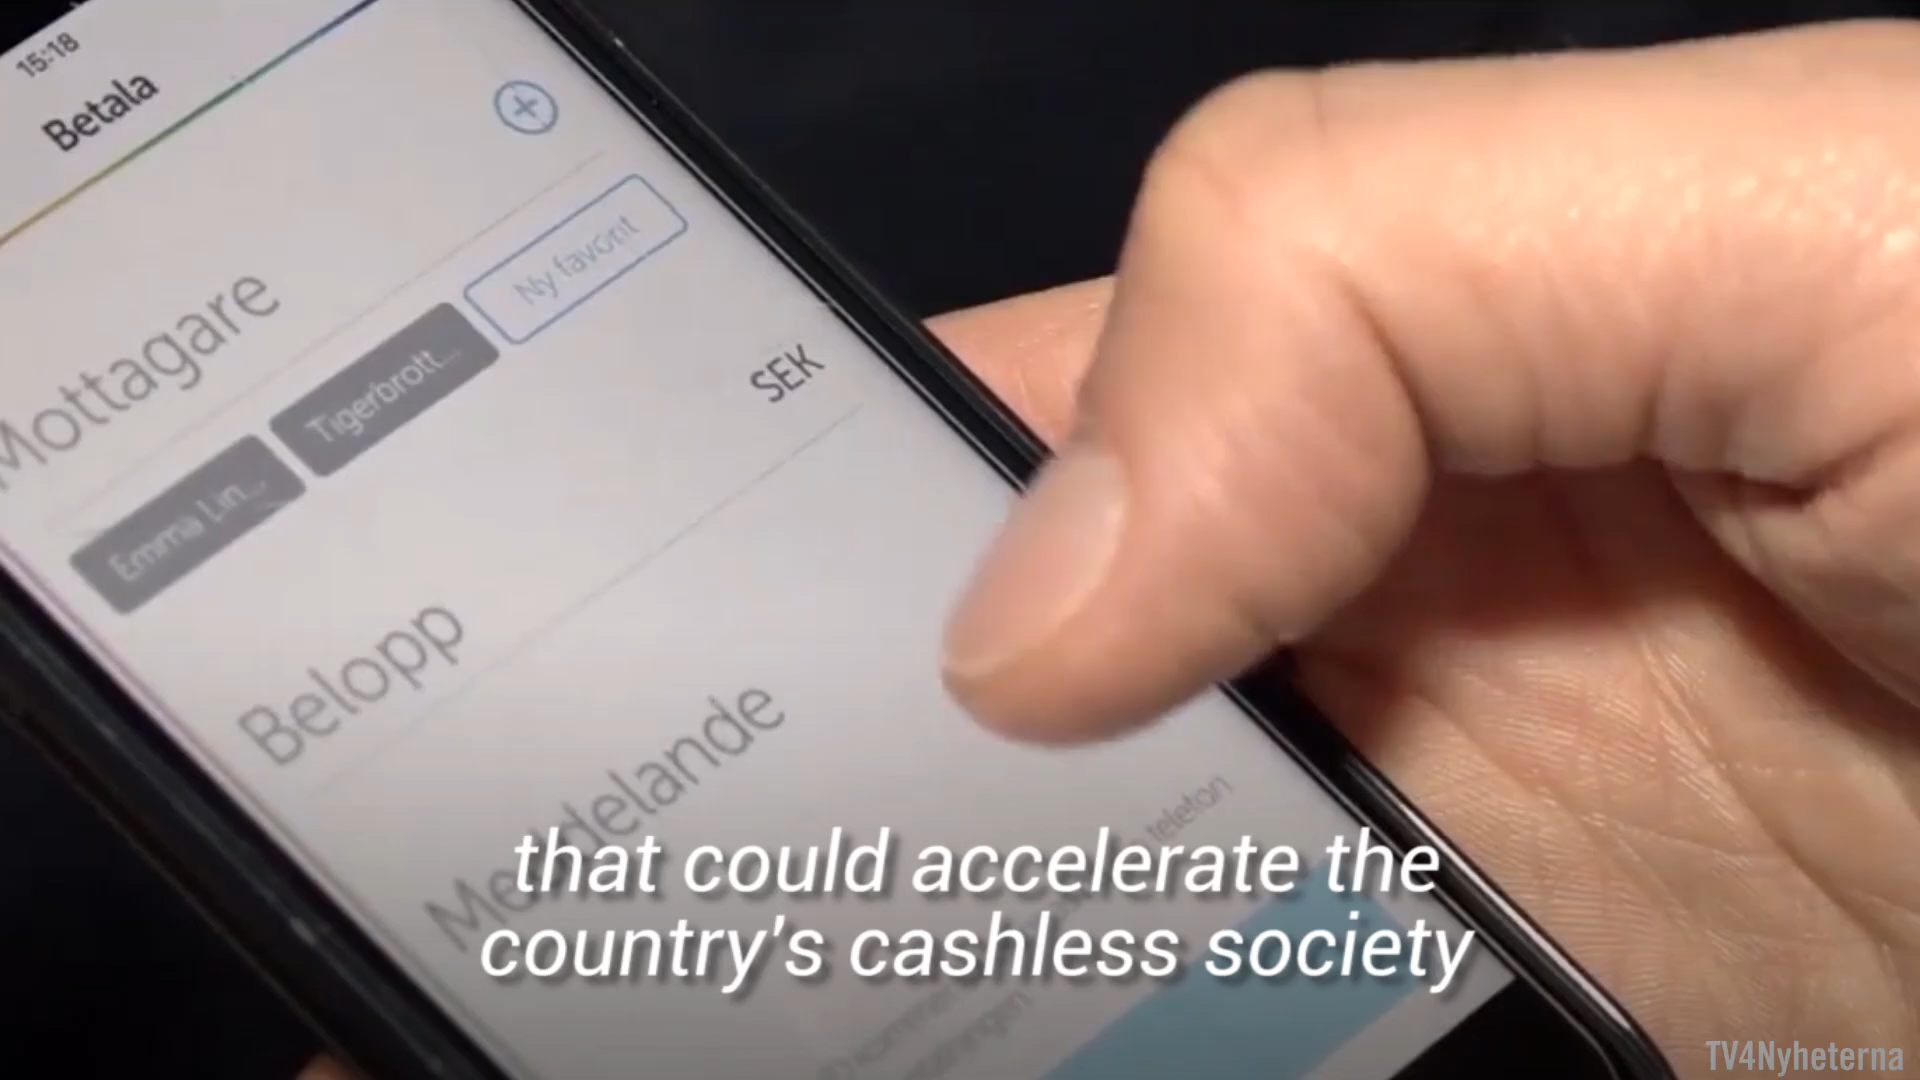 15:18
Betala
Mottagare
Emma Lin...
Tigerbrott...
Ny favorit
Belopp
SEK
Meddelande
telefon
that could accelerate the
country's cashless society
TV4Nyheterna